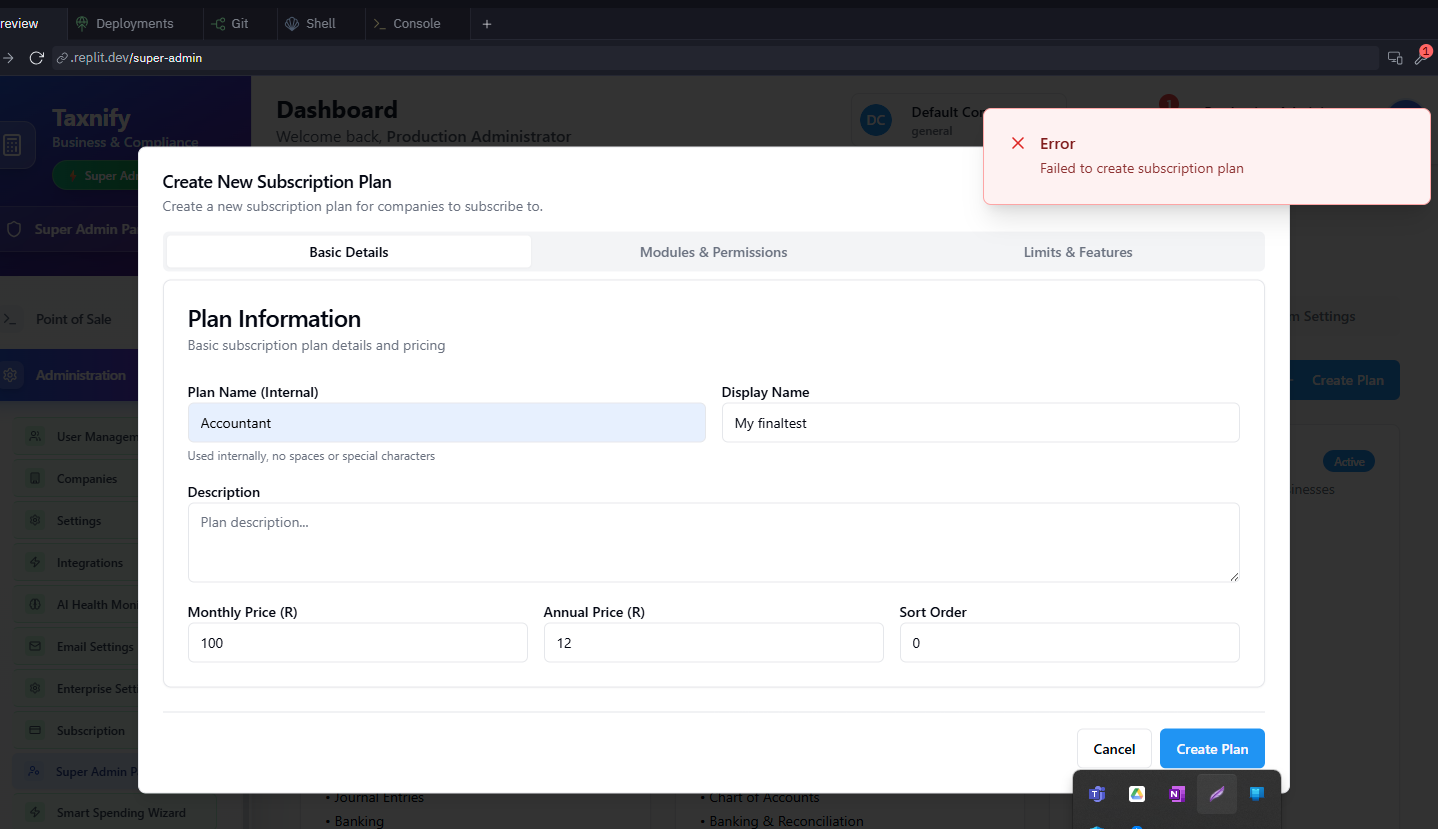 review Deployments Git Shell Console +
.replit.dev/super-admin 1
Taxnify
Business & Compliance
Super Adm
Super Admin Pa
Point of Sale
Administration
User Managem
Companies
Settings
Integrations
AI Health Moni
Email Settings
Enterprise Setti
Subscription
Super Admin P
Smart Spending Wizard
Dashboard
Welcome back, Production Administrator
DC
Default Co
general
1
Error
Failed to create subscription plan
m Settings
Create Plan
Active
inesses
Create New Subscription Plan
Create a new subscription plan for companies to subscribe to.
Basic Details Modules & Permissions Limits & Features
Plan Information
Basic subscription plan details and pricing
Plan Name (Internal) Display Name
Accountant My finaltest
Used internally, no spaces or special characters
Description
Plan description...
Monthly Price (R) Annual Price (R) Sort Order
100 12 0
Cancel Create Plan
• Journal Entries • Chart of Accounts
• Banking • Banking & Reconciliation